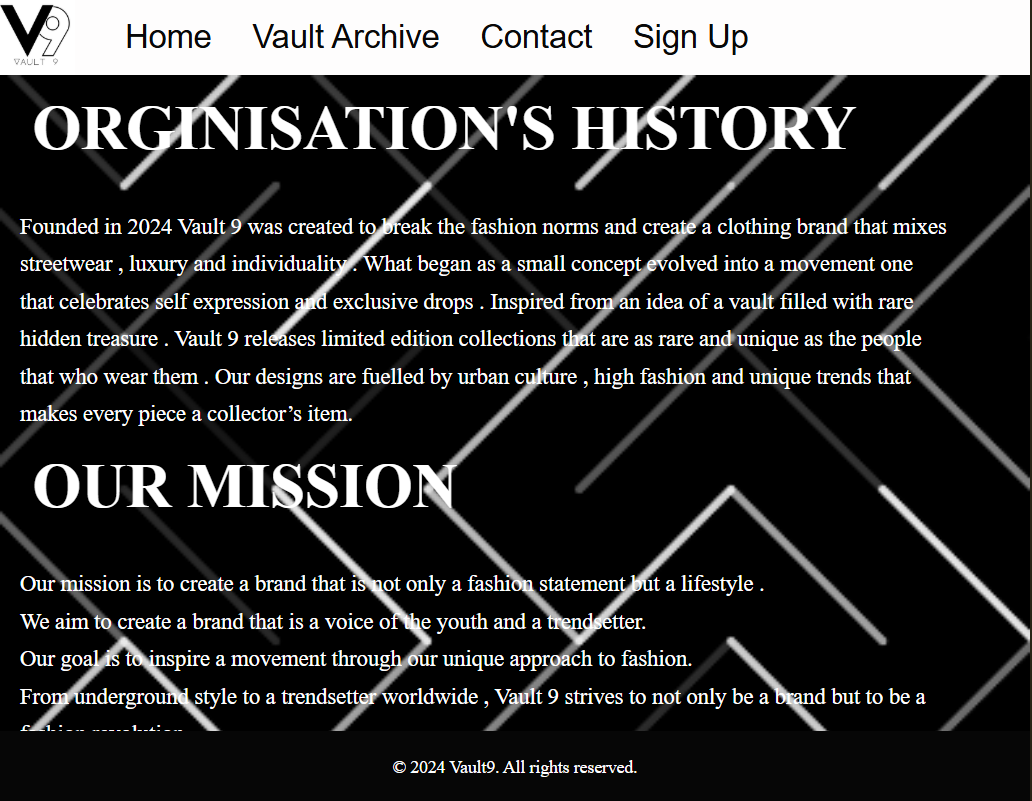 V9
VAULT 9
Home Vault Archive Contact Sign Up
ORGINISATION'S HISTORY
Founded in 2024 Vault 9 was created to break the fashion norms and create a clothing brand that mixes
streetwear , luxury and individuality . What began as a small concept evolved into a movement one
that celebrates self expression and exclusive drops . Inspired from an idea of a vault filled with rare
hidden treasure . Vault 9 releases limited edition collections that are as rare and unique as the people
that who wear them . Our designs are fuelled by urban culture , high fashion and unique trends that
makes every piece a collector’s item.
OUR MISSION
Our mission is to create a brand that is not only a fashion statement but a lifestyle .
We aim to create a brand that is a voice of the youth and a trendsetter.
Our goal is to inspire a movement through our unique approach to fashion.
From underground style to a trendsetter worldwide , Vault 9 strives to not only be a brand but to be a
fashion revolution
© 2024 Vault9. All rights reserved.